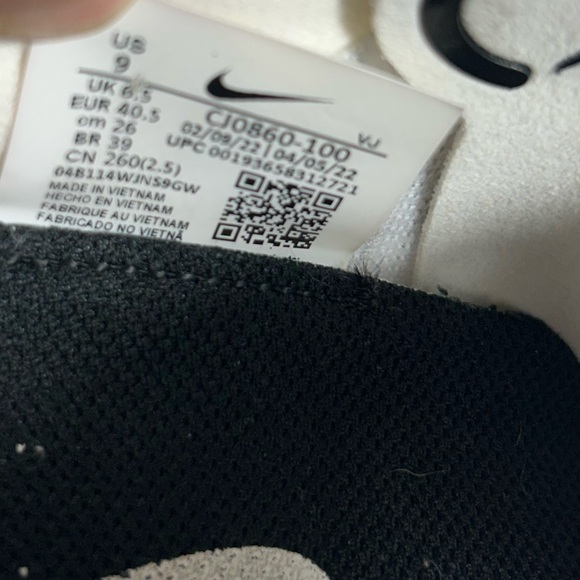 US
9
UK 6.5
EUR 40.5
cm 26
BR 39
CN 260(2.5)
04B114WJNS9GW
MADE IN VIETNAM
HECHO EN VIETNAM
FABRIQUE AU VIETNAM
FABRICADO NO VIETNÃ
VJ
CJ0860-100
02/09/22 | 04/05/22
UPC 00193658312721